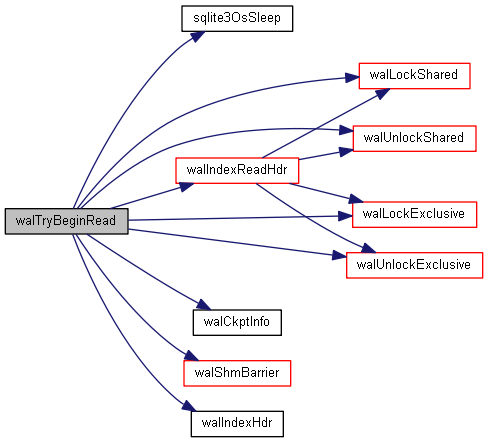 sqlite3OsSleep
walLockShared
walUnlockShared
walIndexReadHdr
walTryBeginRead
walLockExclusive
walUnlockExclusive
walCkptInfo
walShmBarrier
walIndexHdr